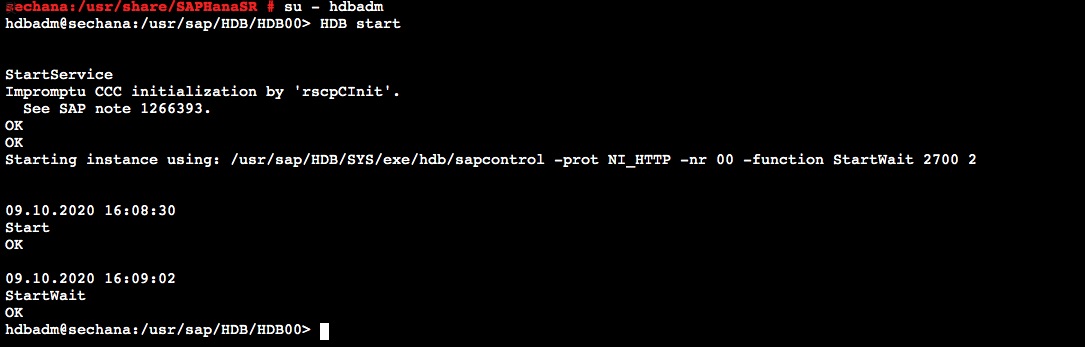 sechana:/usr/share/SAPHanaSR # su - hdbadm
hdbadm@sechana:/usr/sap/HDB/HDB00> HDB start
StartService
Impromptu CCC initialization by 'rscpCInit'.
See SAP note 1266393.
OK
OK
Starting instance using: /usr/sap/HDB/SYS/exe/hdb/sapcontrol -prot NI_HTTP -nr 00 -function StartWait 2700 2
09.10.2020 16:08:30
Start
OK
09.10.2020 16:09:02
StartWait
OK
hdbadm@sechana:/usr/sap/HDB/HDB00>